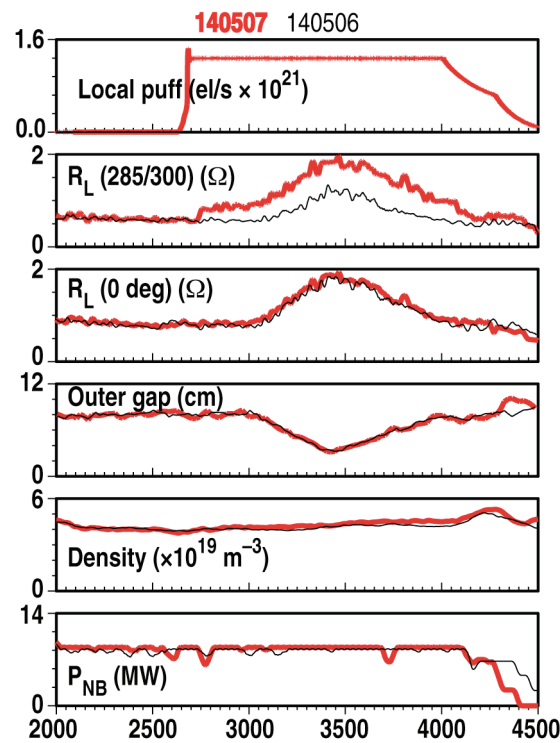 140507 140506
1.6
Local puff (el/s × 10²¹)
0.0
2
R_L (285/300) (Ω)
0
2
R_L (0 deg) (Ω)
0
12
Outer gap (cm)
0
6
Density (×10¹⁹ m⁻³)
0
14
P_NB (MW)
0
2000 2500 3000 3500 4000 4500